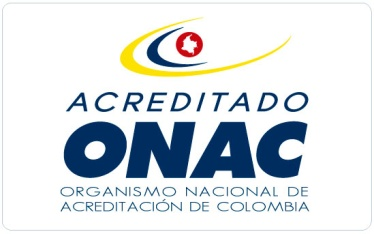 ACREDITADO
ONAC
ORGANISMO NACIONAL DE
ACREDITACIÓN DE COLOMBIA